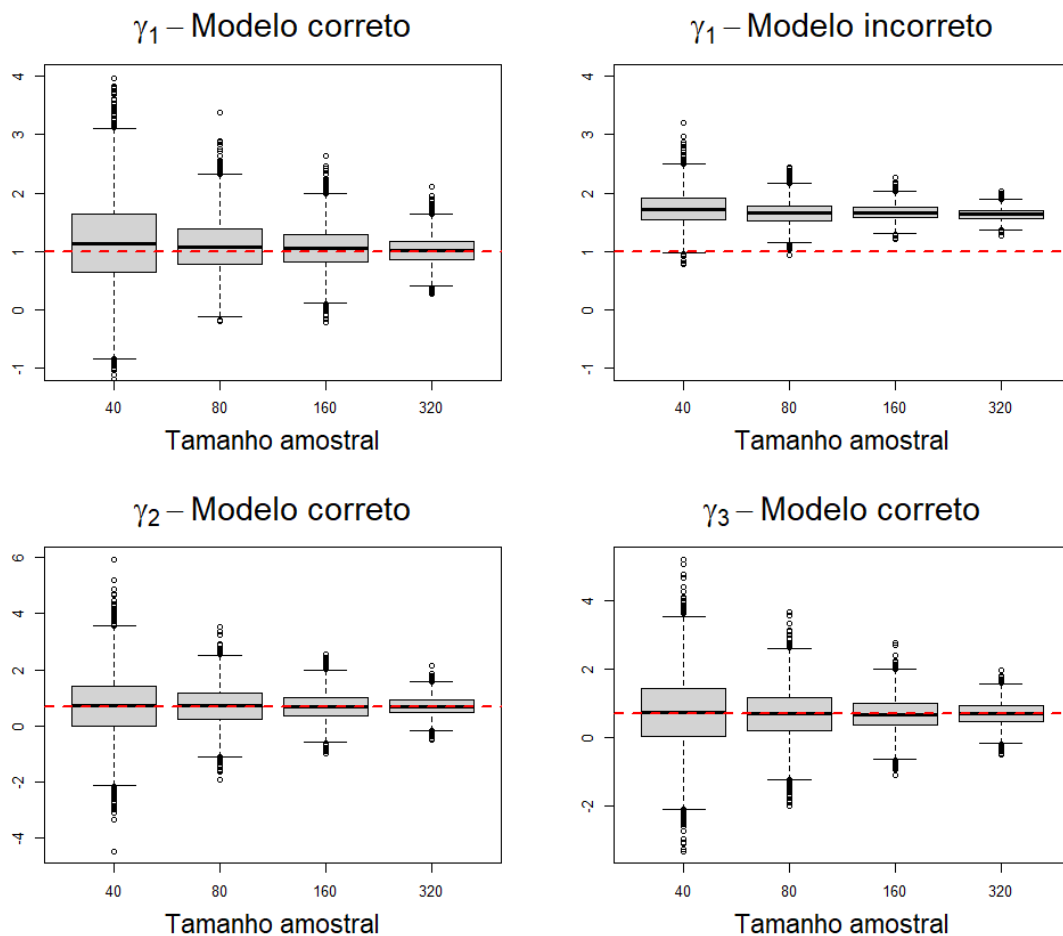 γ1 – Modelo correto
4
3
2
1
0
-1
40 80 160 320
Tamanho amostral
γ1 – Modelo incorreto
4
3
2
1
0
-1
40 80 160 320
Tamanho amostral
γ2 – Modelo correto
6
4
2
0
-2
-4
40 80 160 320
Tamanho amostral
γ3 – Modelo correto
4
2
0
-2
40 80 160 320
Tamanho amostral